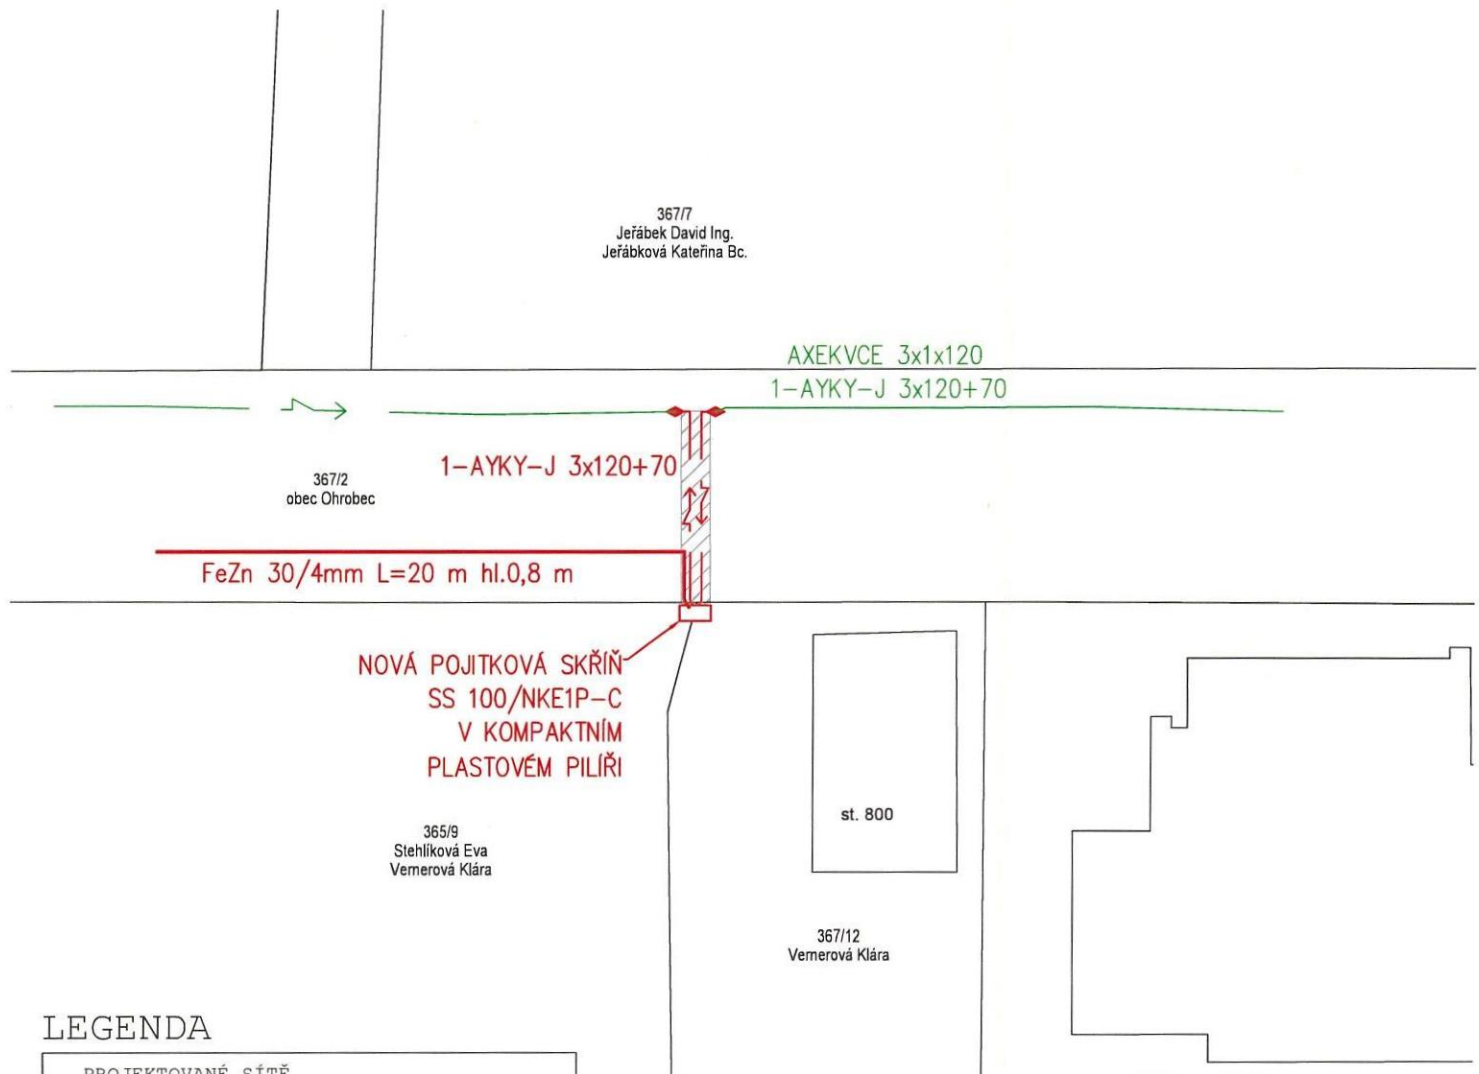 367/7
Jeřábek David Ing.
Jeřábková Kateřina Bc.
AXEKVCE 3x1x120
1-AYKY-J 3x120+70
1-AYKY-J 3x120+70
367/2
obec Ohrobec
FeZn 30/4mm L=20 m hl.0,8 m
NOVÁ POJITKOVÁ SKŘÍŇ
SS 100/NKE1P-C
V KOMPAKTNÍM
PLASTOVÉM PILÍŘI
st. 800
365/9
Stehlíková Eva
Vernerová Klára
367/12
Vernerová Klára
LEGENDA
PROJEKTOVANÉ SÍTĚ